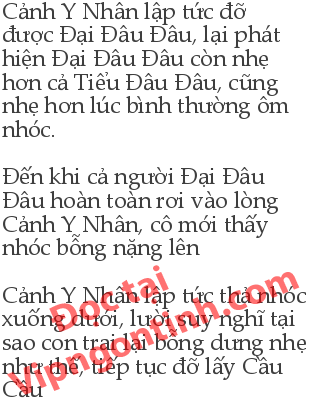 Cảnh Y Nhân lập tức đỡ
được Đại Đâu Đâu, lại phát
hiện Đại Đâu Đâu còn nhẹ
hơn cả Tiểu Đâu Đâu, cũng
nhẹ hơn lúc bình thường ôm
nhóc.
Đến khi cả người Đại Đâu
Đâu hoàn toàn rơi vào lòng
Cảnh Y Nhân, cô mới thấy
nhóc bỗng nặng lên
Cảnh Y Nhân lập tức thả nhóc
xuống dưới, lười suy nghĩ tại
sao con trai lại bỗng dưng nhẹ
như thế, tiếp tục đỡ lấy Cầu
Cầu
Đọc tại
Vipngontinh.com